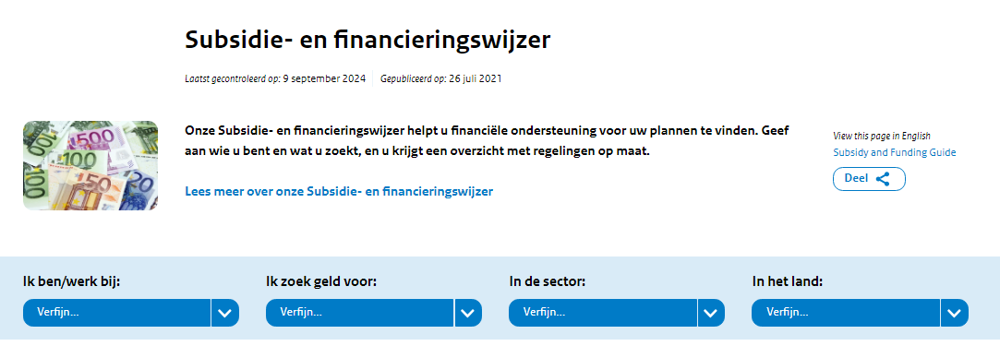 Subsidie- en financieringswijzer
Laatst gecontroleerd op: 9 september 2024 Gepubliceerd op: 26 juli 2021
100 500 100 100 50 20
Onze Subsidie- en financieringswijzer helpt u financiële ondersteuning voor uw plannen te vinden. Geef
aan wie u bent en wat u zoekt, en u krijgt een overzicht met regelingen op maat.
Lees meer over onze Subsidie- en financieringswijzer
View this page in English
Subsidy and Funding Guide
Deel
Ik ben/werk bij:
Verfijn...
Ik zoek geld voor:
Verfijn...
In de sector:
Verfijn...
In het land:
Verfijn...